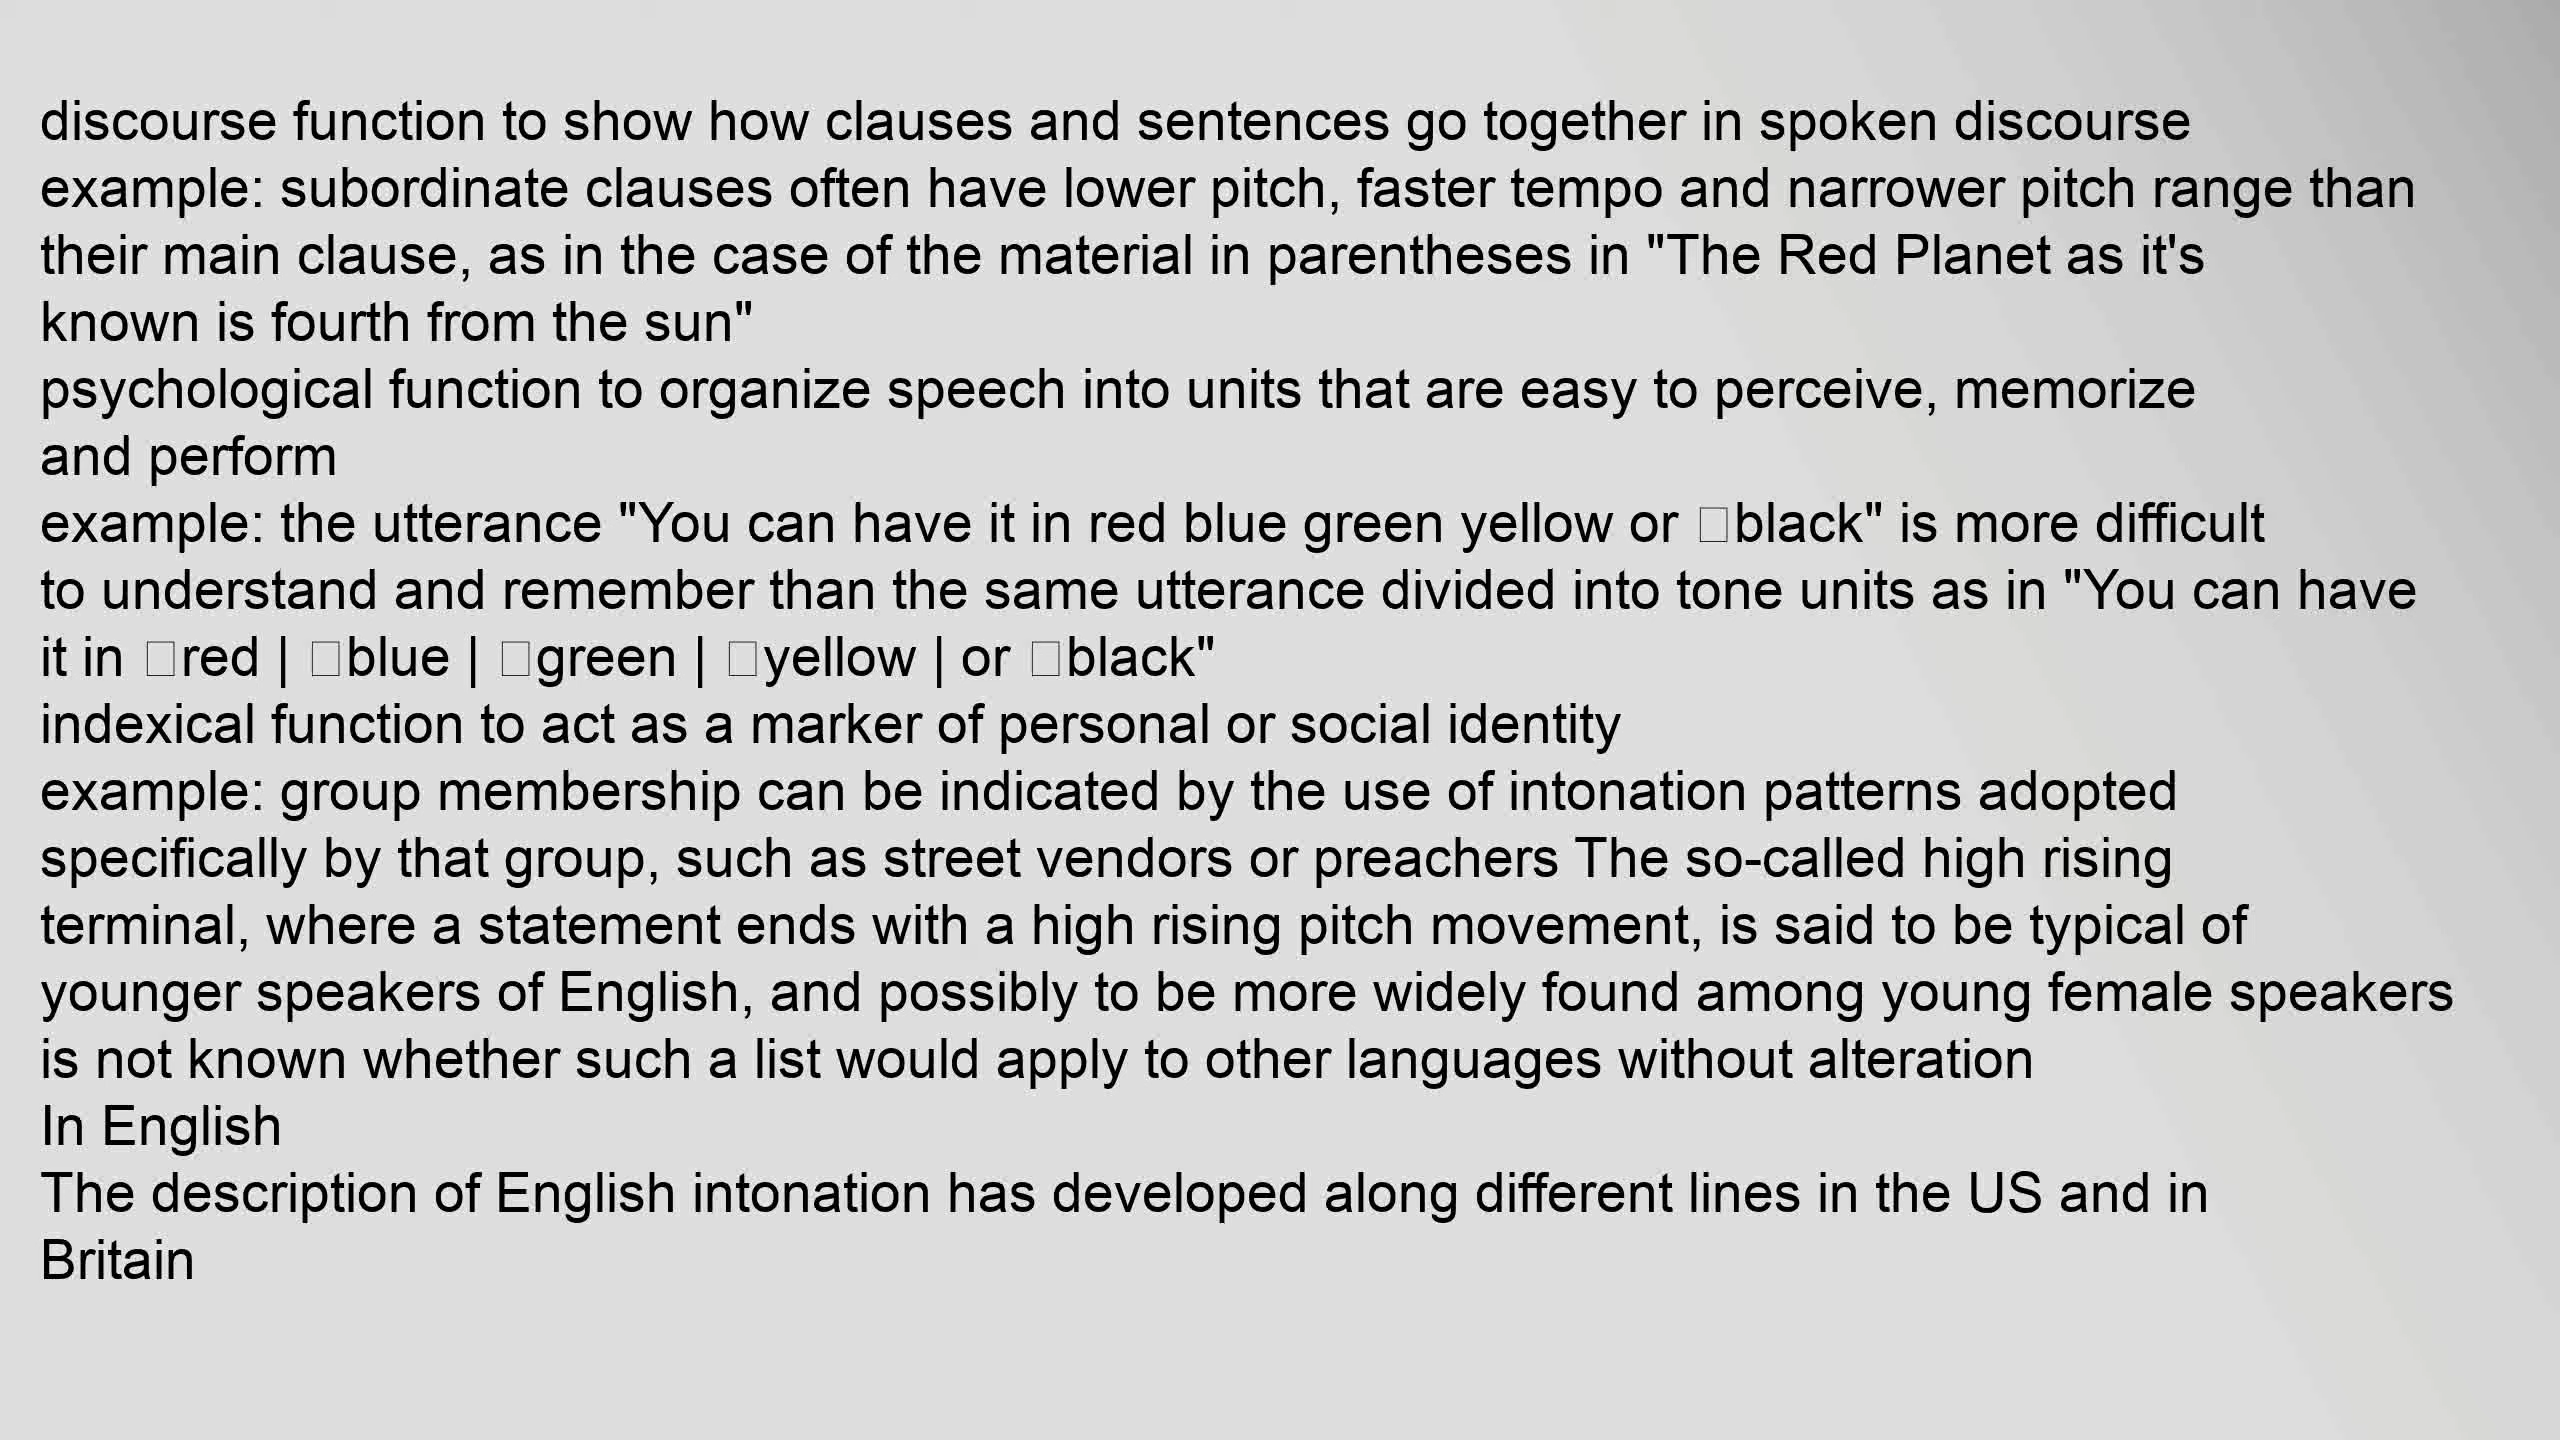 discourse function to show how clauses and sentences go together in spoken discourse
example: subordinate clauses often have lower pitch, faster tempo and narrower pitch range than
their main clause, as in the case of the material in parentheses in "The Red Planet as it's
known is fourth from the sun"
psychological function to organize speech into units that are easy to perceive, memorize
and perform
example: the utterance "You can have it in red blue green yellow or □black" is more difficult
to understand and remember than the same utterance divided into tone units as in "You can have
it in □red | □blue | □green | □yellow | or □black"
indexical function to act as a marker of personal or social identity
example: group membership can be indicated by the use of intonation patterns adopted
specifically by that group, such as street vendors or preachers The so-called high rising
terminal, where a statement ends with a high rising pitch movement, is said to be typical of
younger speakers of English, and possibly to be more widely found among young female speakers
is not known whether such a list would apply to other languages without alteration
In English
The description of English intonation has developed along different lines in the US and in
Britain